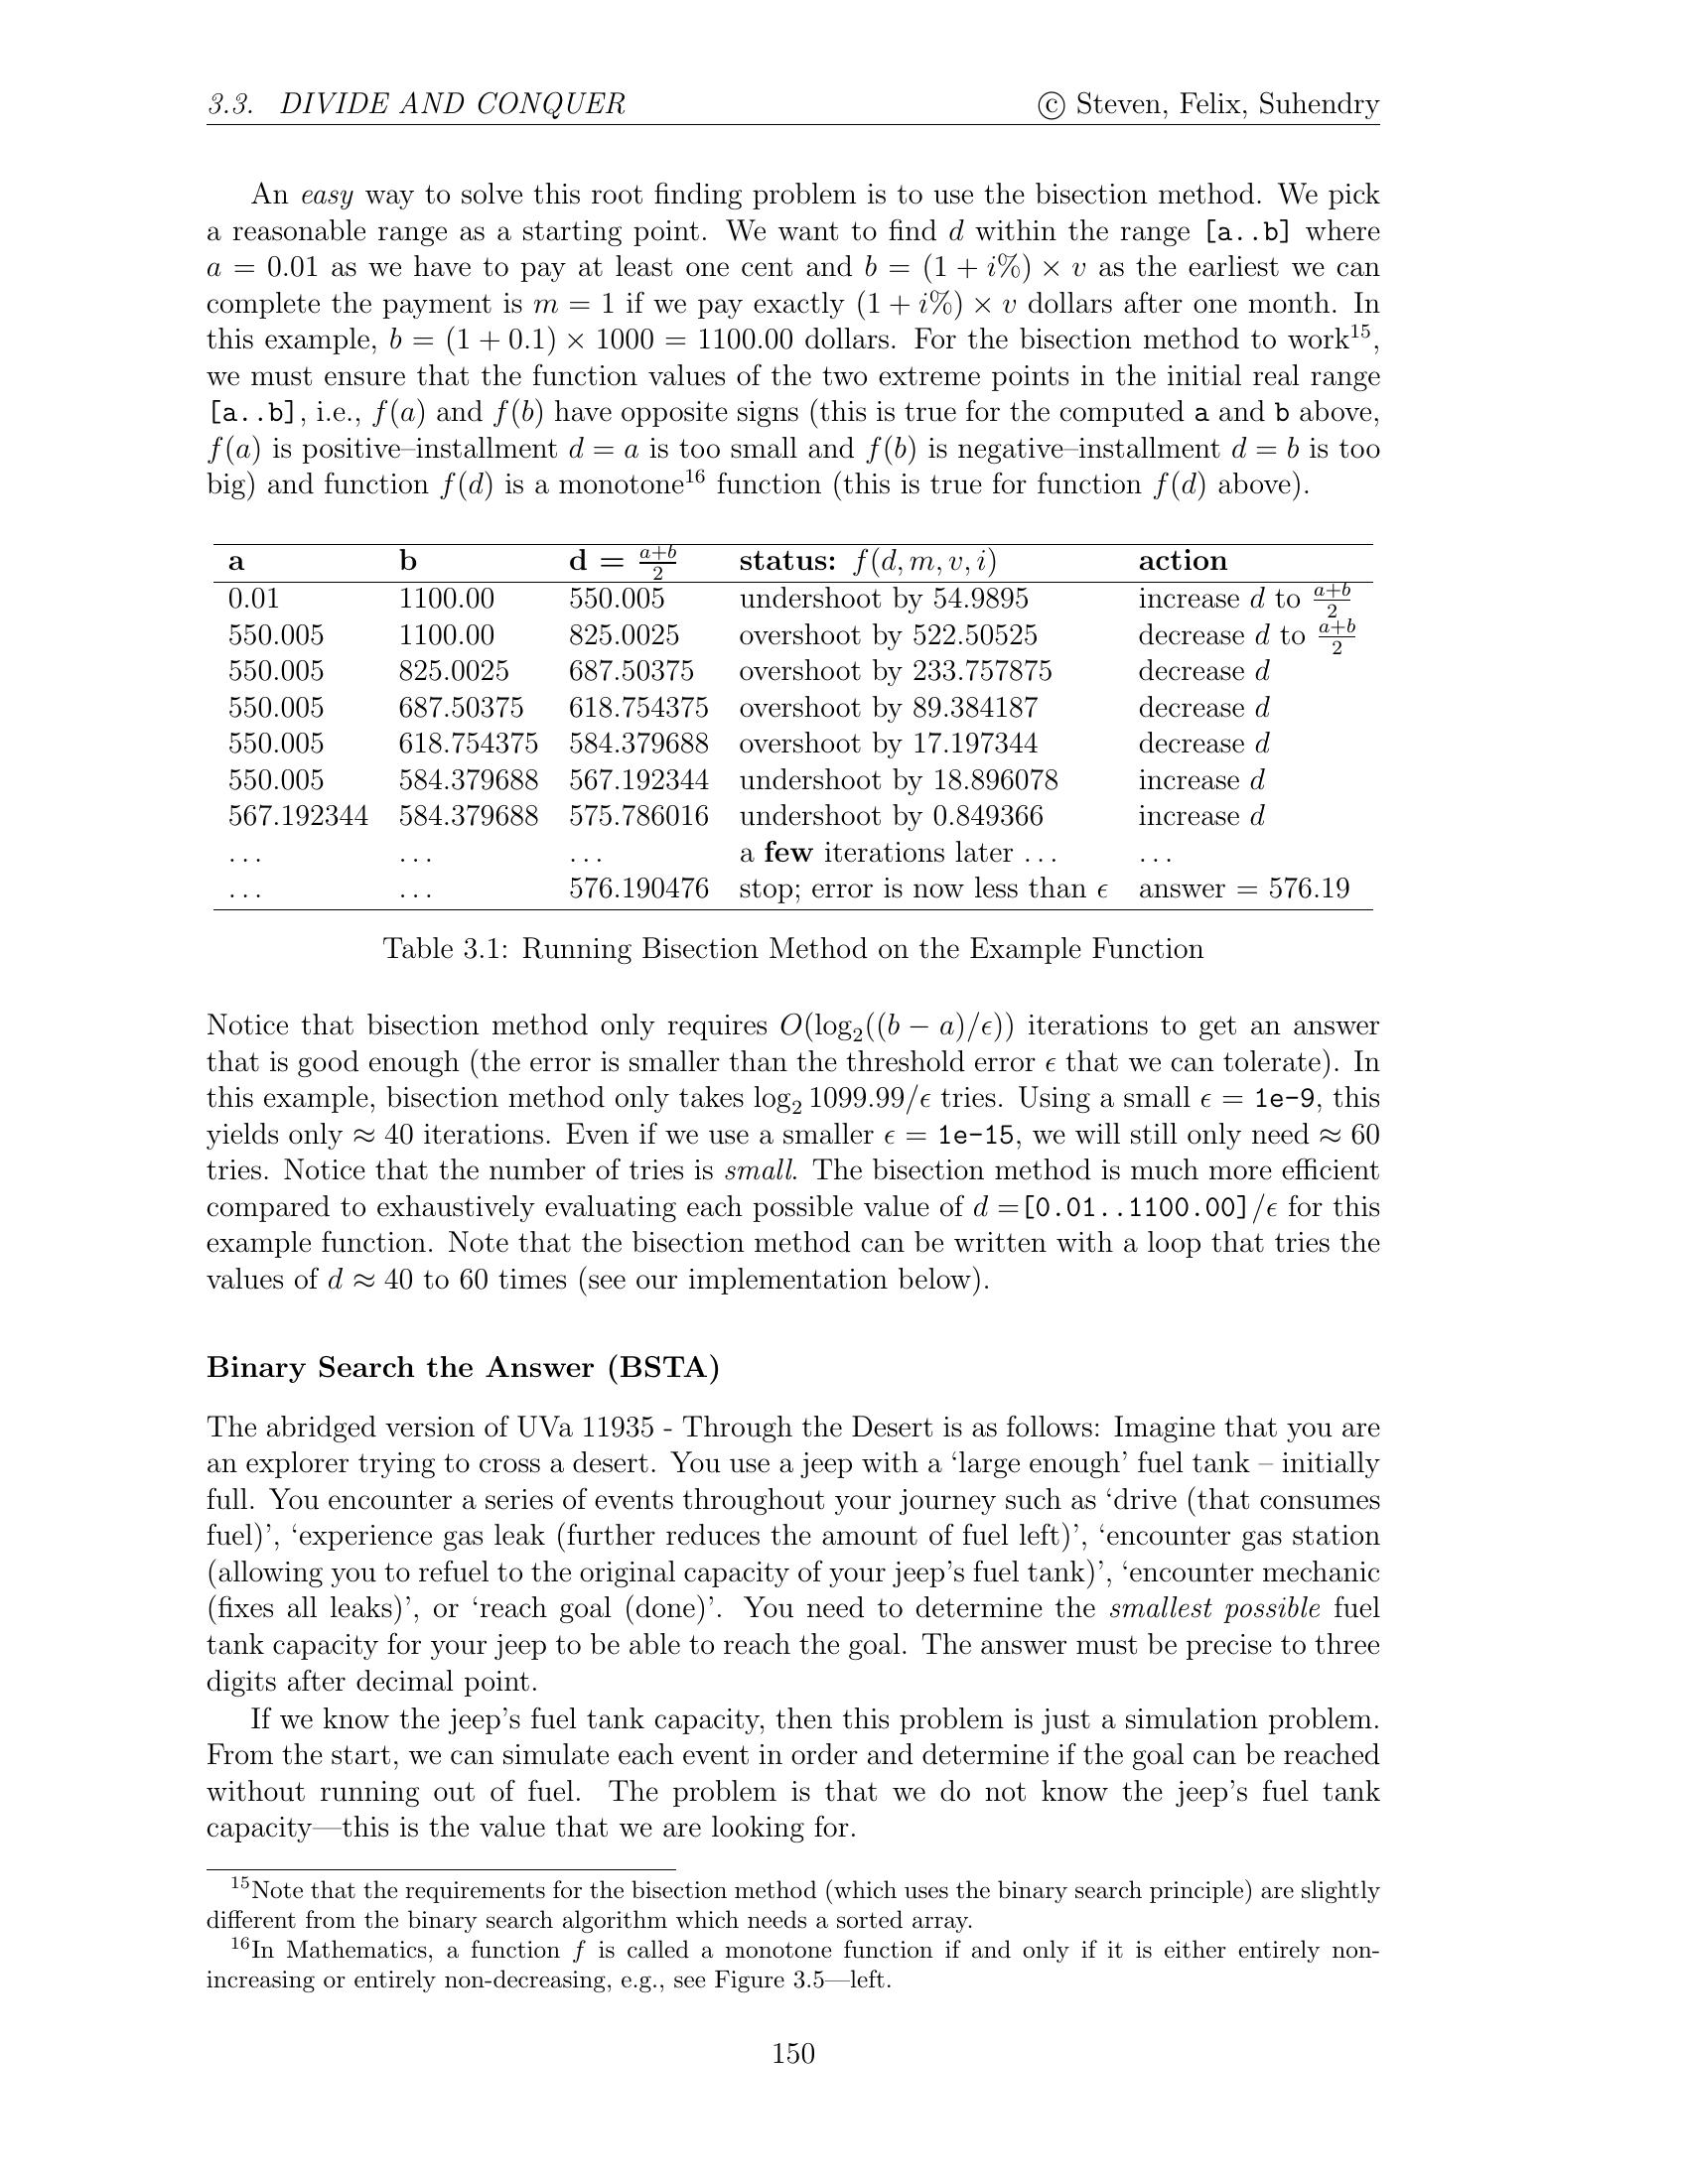 3.3. DIVIDE AND CONQUER © Steven, Felix, Suhendry
An easy way to solve this root finding problem is to use the bisection method. We pick
a reasonable range as a starting point. We want to find d within the range [a..b] where
a = 0.01 as we have to pay at least one cent and b = (1 + i%) × v as the earliest we can
complete the payment is m = 1 if we pay exactly (1 + i%) × v dollars after one month. In
this example, b = (1 + 0.1) × 1000 = 1100.00 dollars. For the bisection method to work¹⁵,
we must ensure that the function values of the two extreme points in the initial real range
[a..b], i.e., f(a) and f(b) have opposite signs (this is true for the computed a and b above,
f(a) is positive–installment d = a is too small and f(b) is negative–installment d = b is too
big) and function f(d) is a monotone¹⁶ function (this is true for function f(d) above).
a b d = a+b/2 status: f(d, m, v, i) action
0.01 1100.00 550.005 undershoot by 54.9895 increase d to a+b/2
550.005 1100.00 825.0025 overshoot by 522.50525 decrease d to a+b/2
550.005 825.0025 687.50375 overshoot by 233.757875 decrease d
550.005 687.50375 618.754375 overshoot by 89.384187 decrease d
550.005 618.754375 584.379688 overshoot by 17.197344 decrease d
550.005 584.379688 567.192344 undershoot by 18.896078 increase d
567.192344 584.379688 575.786016 undershoot by 0.849366 increase d
... ... ... a few iterations later ... ...
... ... 576.190476 stop; error is now less than ϵ answer = 576.19
Table 3.1: Running Bisection Method on the Example Function
Notice that bisection method only requires O(log₂((b − a)/ϵ)) iterations to get an answer
that is good enough (the error is smaller than the threshold error ϵ that we can tolerate). In
this example, bisection method only takes log₂ 1099.99/ϵ tries. Using a small ϵ = 1e-9, this
yields only ≈ 40 iterations. Even if we use a smaller ϵ = 1e-15, we will still only need ≈ 60
tries. Notice that the number of tries is small. The bisection method is much more efficient
compared to exhaustively evaluating each possible value of d =[0.01..1100.00]/ϵ for this
example function. Note that the bisection method can be written with a loop that tries the
values of d ≈ 40 to 60 times (see our implementation below).
Binary Search the Answer (BSTA)
The abridged version of UVa 11935 - Through the Desert is as follows: Imagine that you are
an explorer trying to cross a desert. You use a jeep with a ‘large enough’ fuel tank – initially
full. You encounter a series of events throughout your journey such as ‘drive (that consumes
fuel)’, ‘experience gas leak (further reduces the amount of fuel left)’, ‘encounter gas station
(allowing you to refuel to the original capacity of your jeep’s fuel tank)’, ‘encounter mechanic
(fixes all leaks)’, or ‘reach goal (done)’. You need to determine the smallest possible fuel
tank capacity for your jeep to be able to reach the goal. The answer must be precise to three
digits after decimal point.
If we know the jeep’s fuel tank capacity, then this problem is just a simulation problem.
From the start, we can simulate each event in order and determine if the goal can be reached
without running out of fuel. The problem is that we do not know the jeep’s fuel tank
capacity—this is the value that we are looking for.
¹⁵Note that the requirements for the bisection method (which uses the binary search principle) are slightly
different from the binary search algorithm which needs a sorted array.
¹⁶In Mathematics, a function f is called a monotone function if and only if it is either entirely non-
increasing or entirely non-decreasing, e.g., see Figure 3.5—left.
150